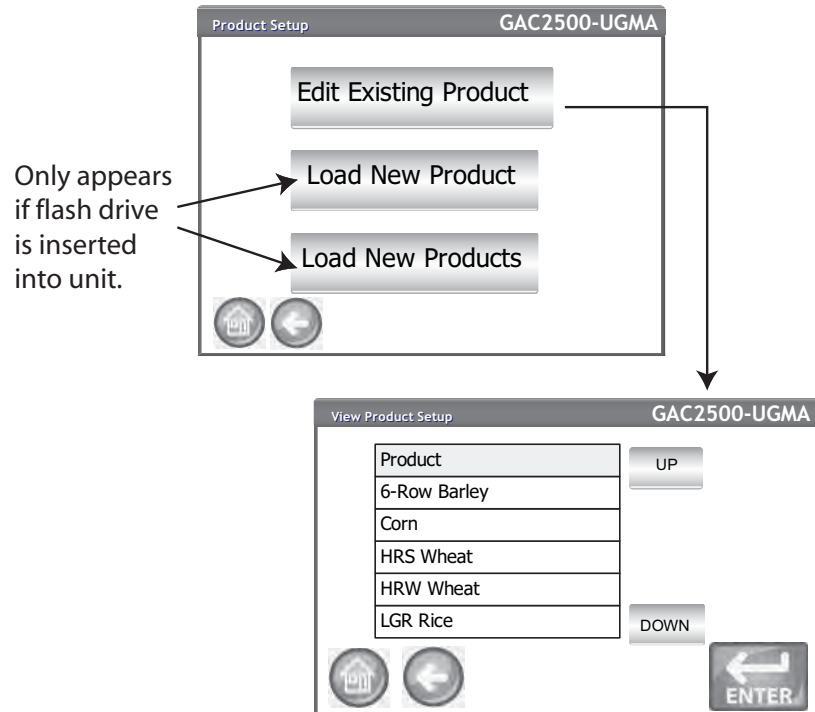 Product Setup
GAC2500-UGMA
Edit Existing Product
Only appears
if flash drive
is inserted
into unit.
Load New Product
Load New Products
View Product Setup
GAC2500-UGMA
Product
6-Row Barley
Corn
HRS Wheat
HRW Wheat
LGR Rice
UP
DOWN
ENTER